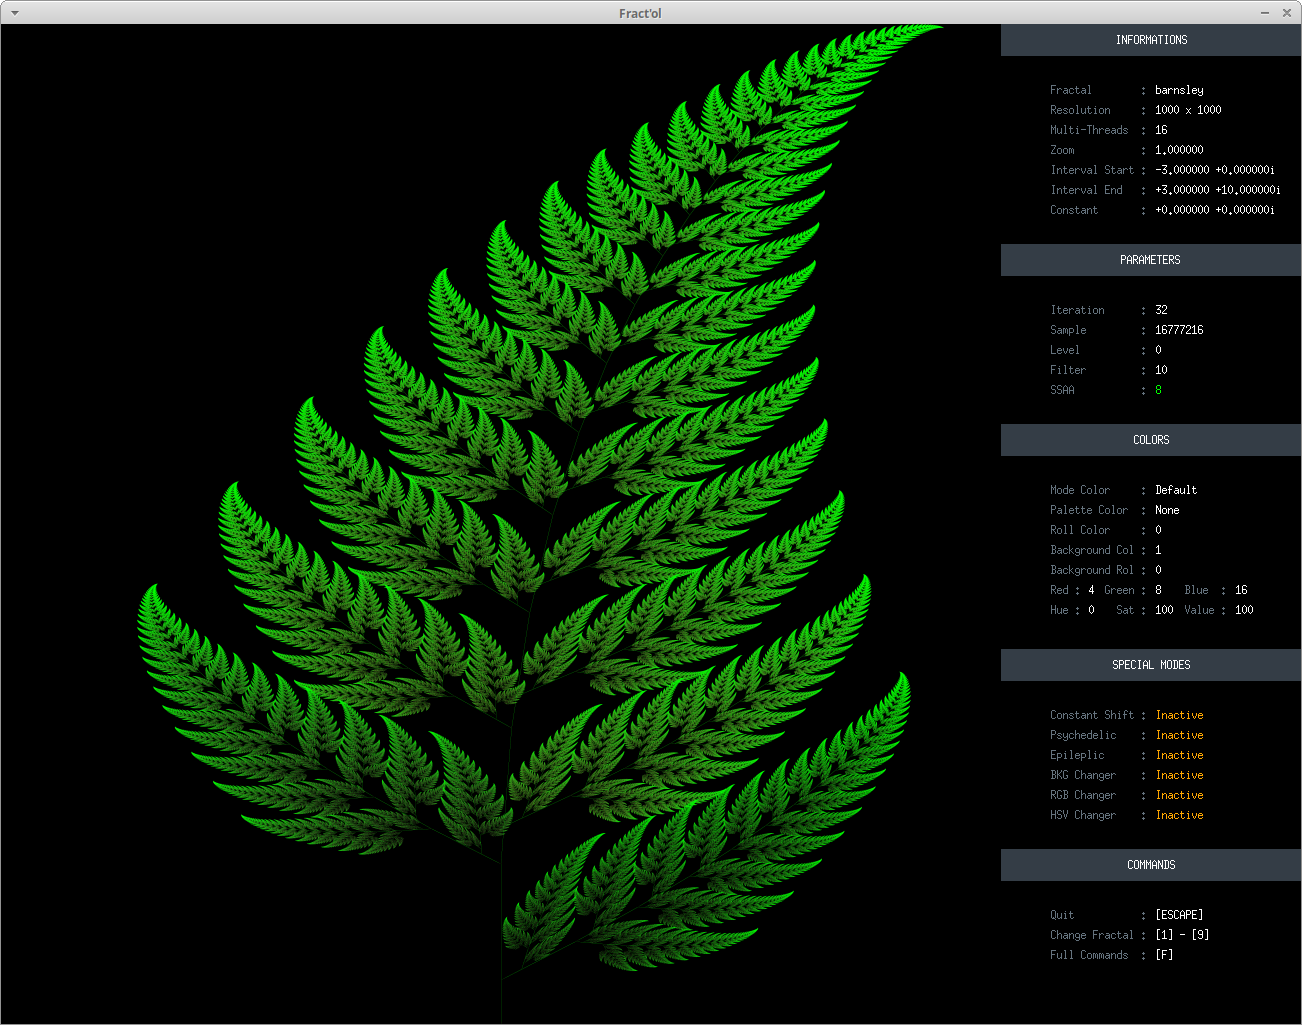 Fract'ol
INFORMATIONS
Fractal : barnsley
Resolution : 1000 x 1000
Multi-Threads : 16
Zoom : 1.000000
Interval Start : -3.000000 +0.000000i
Interval End : +3.000000 +10.000000i
Constant : +0.000000 +0.000000i
PARAMETERS
Iteration : 32
Sample : 16777216
Level : 0
Filter : 10
SSAA : 8
COLORS
Mode Color : Default
Palette Color : None
Roll Color : 0
Background Col : 1
Background Rol : 0
Red : 4 Green : 8 Blue : 16
Hue : 0 Sat : 100 Value : 100
SPECIAL MODES
Constant Shift : Inactive
Psychedelic : Inactive
Epileplic : Inactive
BKG Changer : Inactive
RGB Changer : Inactive
HSV Changer : Inactive
COMMANDS
Quit : [ESCAPE]
Change Fractal : [1] - [9]
Full Commands : [F]